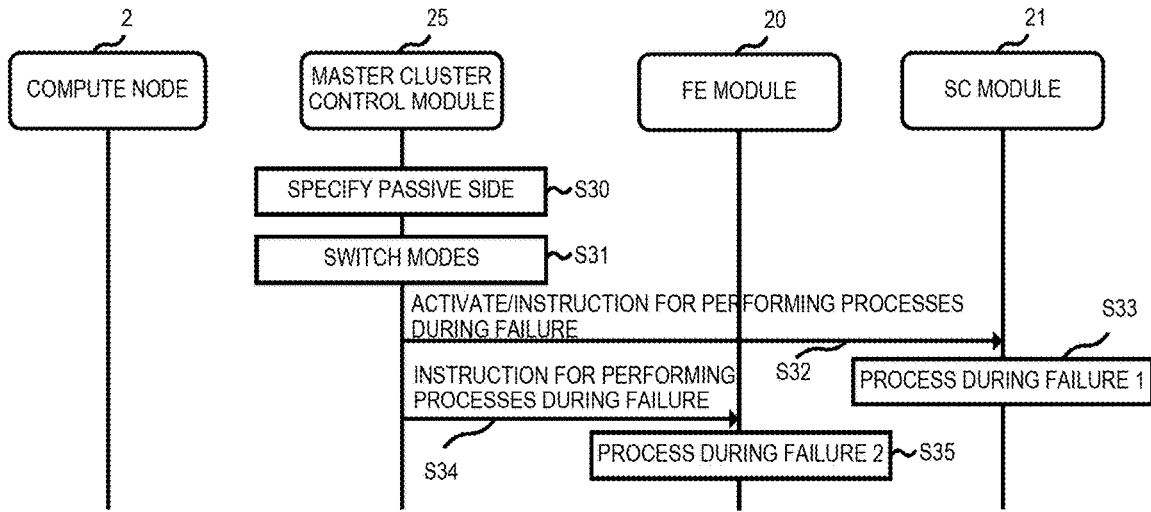 2
25
20
21
COMPUTE NODE
MASTER CLUSTER
CONTROL MODULE
FE MODULE
SC MODULE
SPECIFY PASSIVE SIDE
S30
SWITCH MODES
S31
ACTIVATE/INSTRUCTION FOR PERFORMING PROCESSES
DURING FAILURE
S32
S33
PROCESS DURING FAILURE 1
INSTRUCTION FOR PERFORMING
PROCESSES DURING FAILURE
S34
PROCESS DURING FAILURE 2
S35